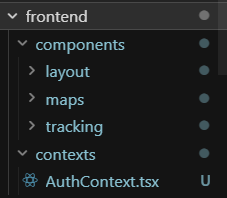 frontend
components
layout
maps
tracking
contexts
AuthContext.tsx U